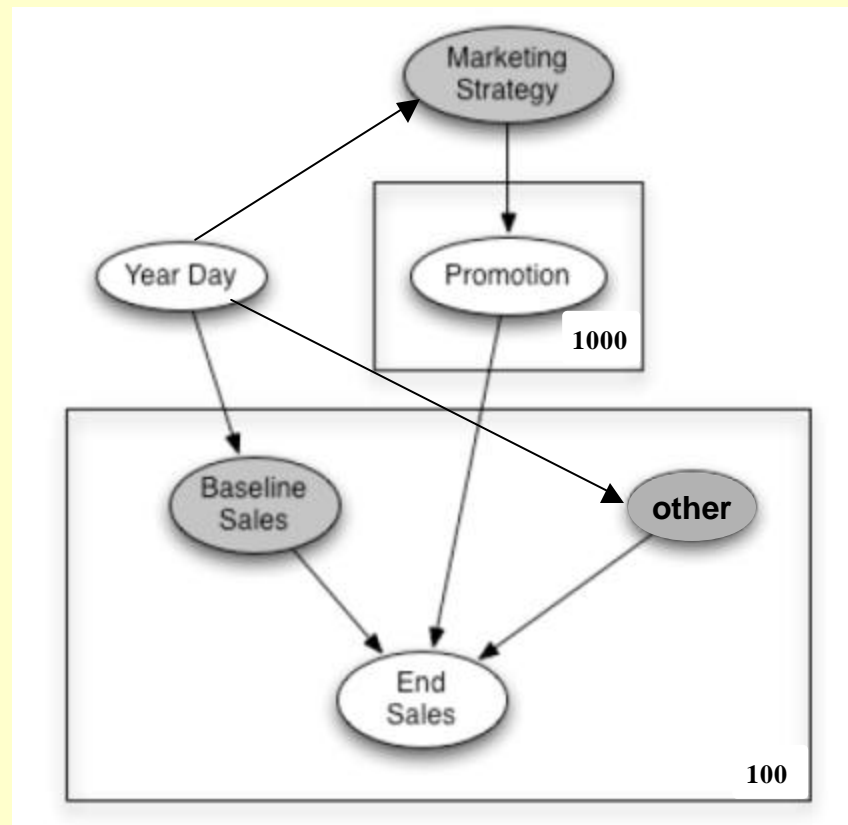 Marketing
Strategy
Year Day
Promotion
1000
Baseline
Sales
other
End
Sales
100